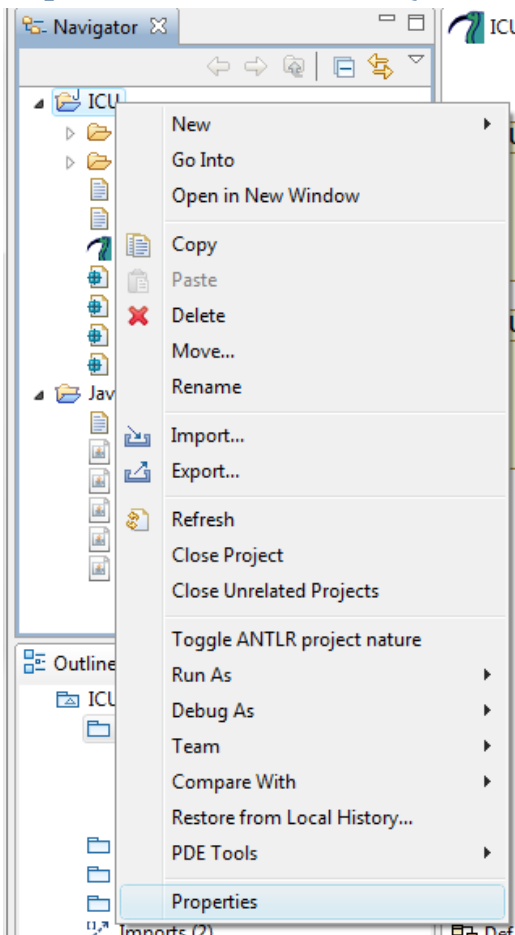 Navigator
ICU
ICU
New
Go Into
Open in New Window
Copy
Paste
Delete
Move...
Rename
Jav
Import...
Export...
Refresh
Close Project
Close Unrelated Projects
Toggle ANTLR project nature
Outline
Run As
ICU
Debug As
Team
Compare With
Restore from Local History...
PDE Tools
Properties
Imports (2)
Def